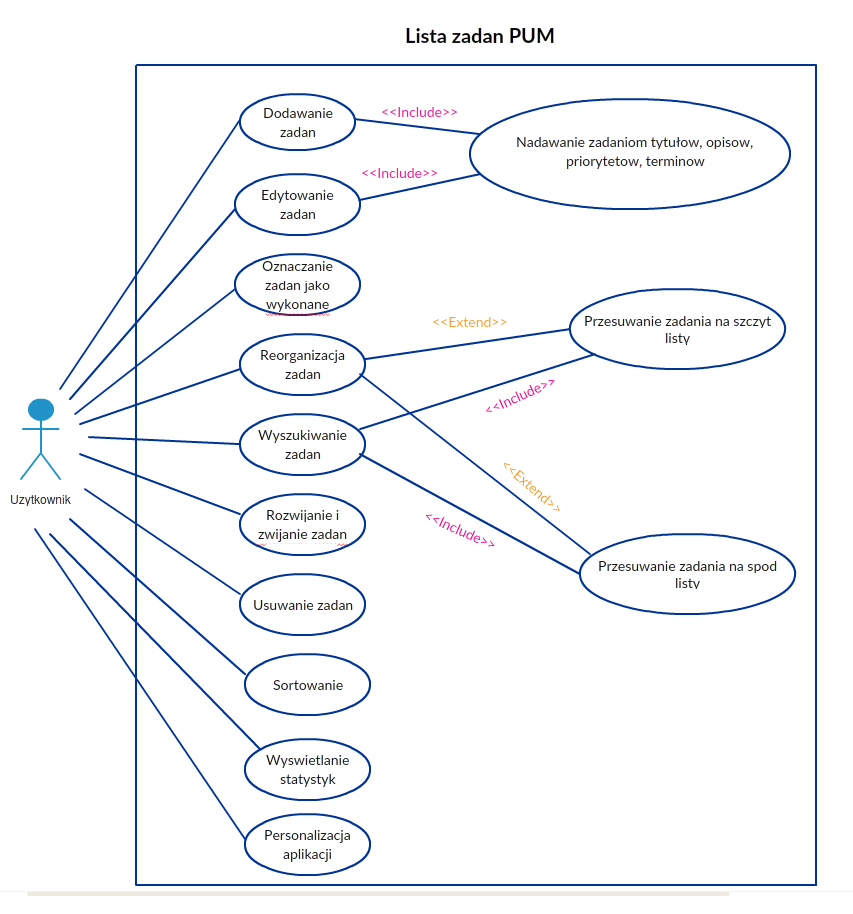 Lista zadan PUM
Dodawanie
zadan
<<Include>>
Nadawanie zadaniom tytułow, opisow,
priorytetow, terminow
<<Include>>
Edytowanie
zadan
Oznaczanie
zadan jako
wykonane
<<Extend>>
Przesuwanie zadania na szczyt
listy
Reorganizacja
zadan
<<Include>>
Wyszukiwanie
zadan
<<Extend>>
Uzytkownik
Rozwijanie i
zwijanie zadan
<<Include>>
Przesuwanie zadania na spod
listy
Usuwanie zadan
Sortowanie
Wyswietlanie
statystyk
Personalizacja
aplikacji